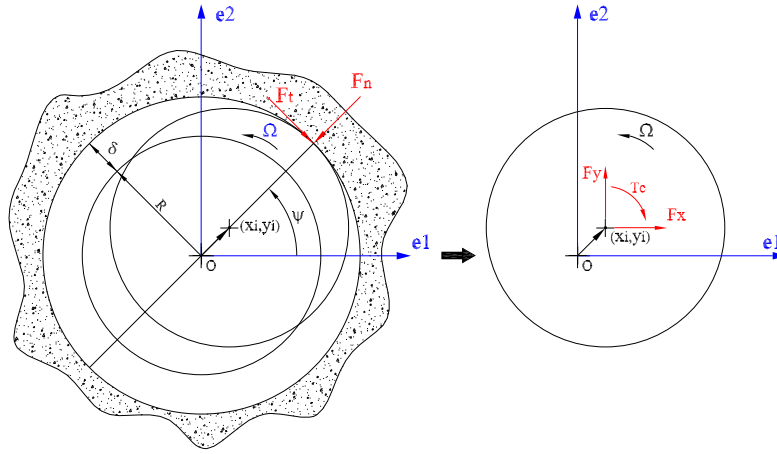 e2
Ft
Fn
Ω
δ
R
ψ
(xi,yi)
O
e1
e2
Ω
Fy
Tc
Fx
(xi,yi)
O
e1